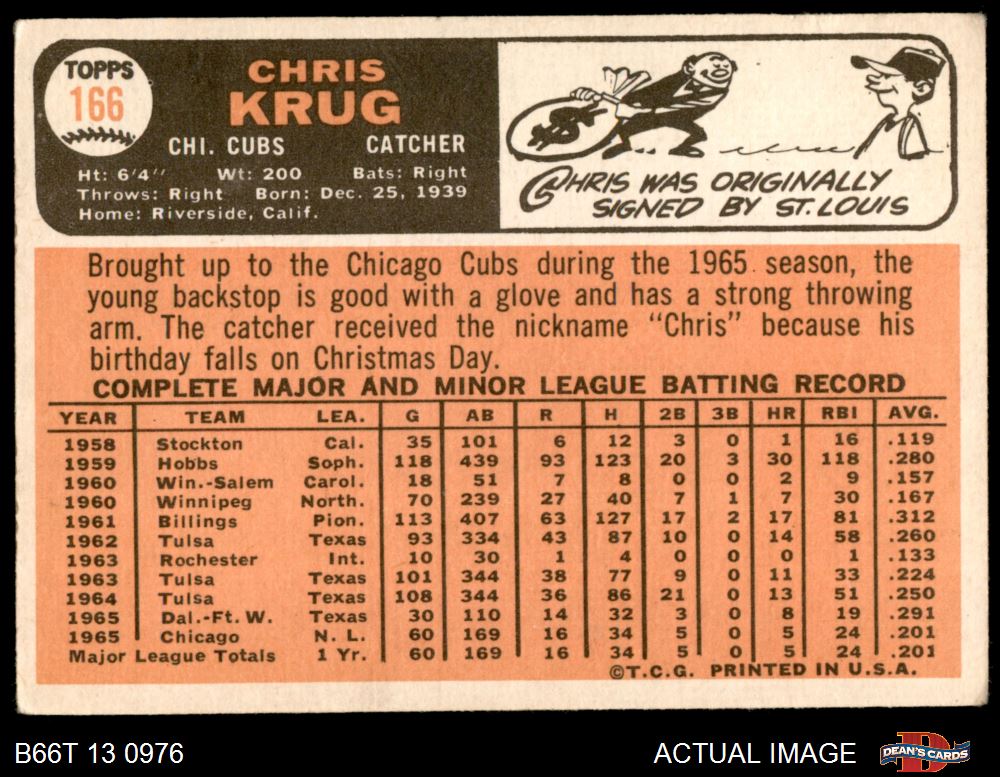 TOPPS
166
CHRIS
KRUG
CHI. CUBS CATCHER
Ht: 6'4" Wt: 200 Bats: Right
Throws: Right Born: Dec. 25, 1939
Home: Riverside, Calif.
$
CHRIS WAS ORIGINALLY
SIGNED BY ST. LOUIS
Brought up to the Chicago Cubs during the 1965 season, the
young backstop is good with a glove and has a strong throwing
arm. The catcher received the nickname "Chris" because his
birthday falls on Christmas Day.
COMPLETE MAJOR AND MINOR LEAGUE BATTING RECORD
YEAR TEAM LEA. G AB R H 2B 3B HR RBI AVG.
1958 Stockton Cal. 35 101 6 12 3 0 1 16 .119
1959 Hobbs Soph. 118 439 93 123 20 3 30 118 .280
1960 Win.-Salem Carol. 18 51 7 8 0 0 2 9 .157
1960 Winnipeg North. 70 239 27 40 7 1 7 30 .167
1961 Billings Pion. 113 407 63 127 17 2 17 81 .312
1962 Tulsa Texas 93 334 43 87 10 0 14 58 .260
1963 Rochester Int. 10 30 1 4 0 0 0 1 .133
1963 Tulsa Texas 101 344 38 77 9 0 11 33 .224
1964 Tulsa Texas 108 344 36 86 21 0 13 51 .250
1965 Dal.-Ft. W. Texas 30 110 14 32 3 0 8 19 .291
1965 Chicago N. L. 60 169 16 34 5 0 5 24 .201
Major League Totals 1 Yr. 60 169 16 34 5 0 5 24 .201
©T.C.G. PRINTED IN U.S.A.
B66T 13 0976 ACTUAL IMAGE DEAN'S CARDS